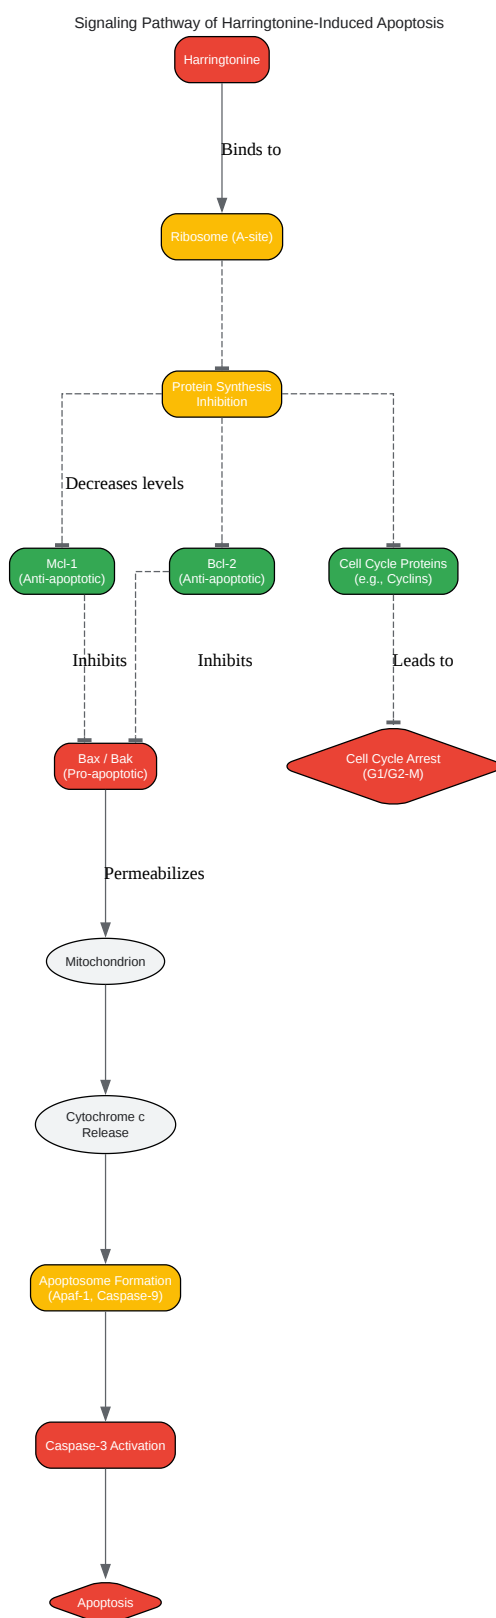 Signaling Pathway of Harringtonine-Induced Apoptosis
Harringtonine
Binds to
Ribosome (A-site)
Protein Synthesis
Inhibition
Decreases levels
Mcl-1
(Anti-apoptotic)
Bcl-2
(Anti-apoptotic)
Cell Cycle Proteins
(e.g., Cyclins)
Inhibits
Inhibits
Leads to
Bax / Bak
(Pro-apoptotic)
Cell Cycle Arrest
(G1/G2-M)
Permeabilizes
Mitochondrion
Cytochrome c
Release
Apoptosome Formation
(Apaf-1, Caspase-9)
Caspase-3 Activation
Apoptosis